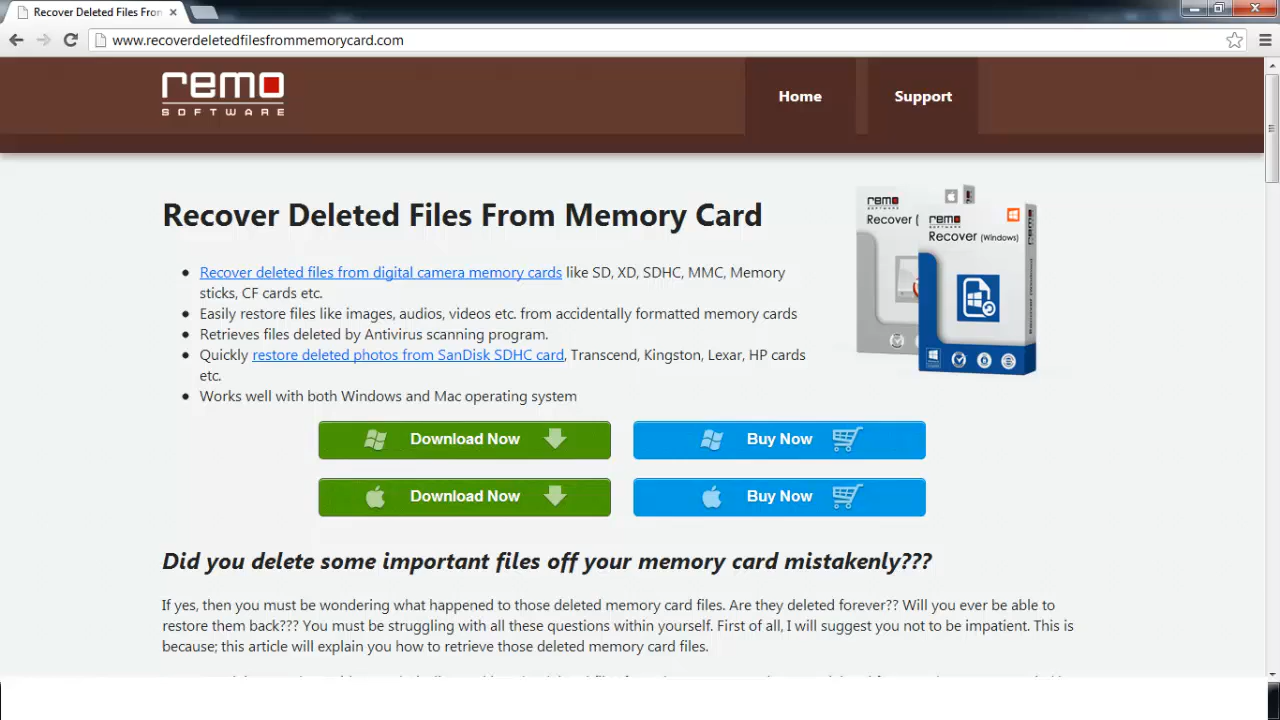 Recover Deleted Files Fron
www.recoverdeletedfilesfrommemorycard.com
remo
SOFTWARE
Home
Support
Recover Deleted Files From Memory Card
remo
SOFTWARE
Recover (
remo
SOFTWARE
Recover (Windows)
Recover deleted files from digital camera memory cards like SD, XD, SDHC, MMC, Memory
sticks, CF cards etc.
Easily restore files like images, audios, videos etc. from accidentally formatted memory cards
Retrieves files deleted by Antivirus scanning program.
Quickly restore deleted photos from SanDisk SDHC card, Transcend, Kingston, Lexar, HP cards
etc.
Works well with both Windows and Mac operating system
Download Now
Buy Now
Download Now
Buy Now
Did you delete some important files off your memory card mistakenly???
If yes, then you must be wondering what happened to those deleted memory card files. Are they deleted forever?? Will you ever be able to
restore them back??? You must be struggling with all these questions within yourself. First of all, I will suggest you not to be impatient. This is
because; this article will explain you how to retrieve those deleted memory card files.